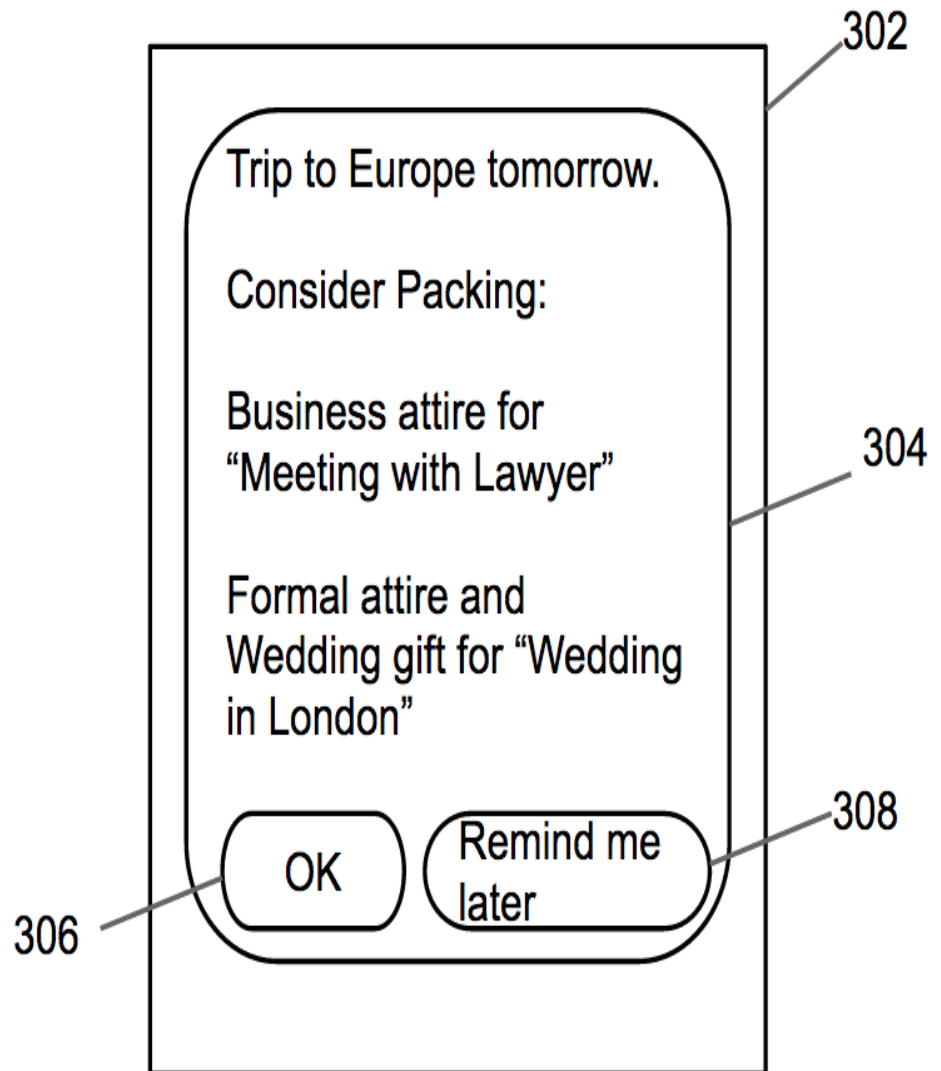 302
Trip to Europe tomorrow.
Consider Packing:
Business attire for
“Meeting with Lawyer”
304
Formal attire and
Wedding gift for “Wedding
in London”
OK
Remind me
later
308
306